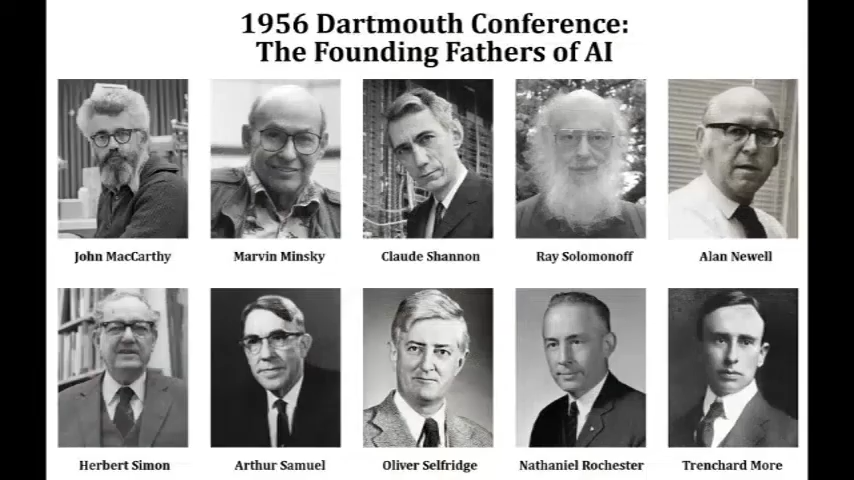 1956 Dartmouth Conference:
The Founding Fathers of AI
John MacCarthy
Marvin Minsky
Claude Shannon
Ray Solomonoff
Alan Newell
Herbert Simon
Arthur Samuel
Oliver Selfridge
Nathaniel Rochester
Trenchard More